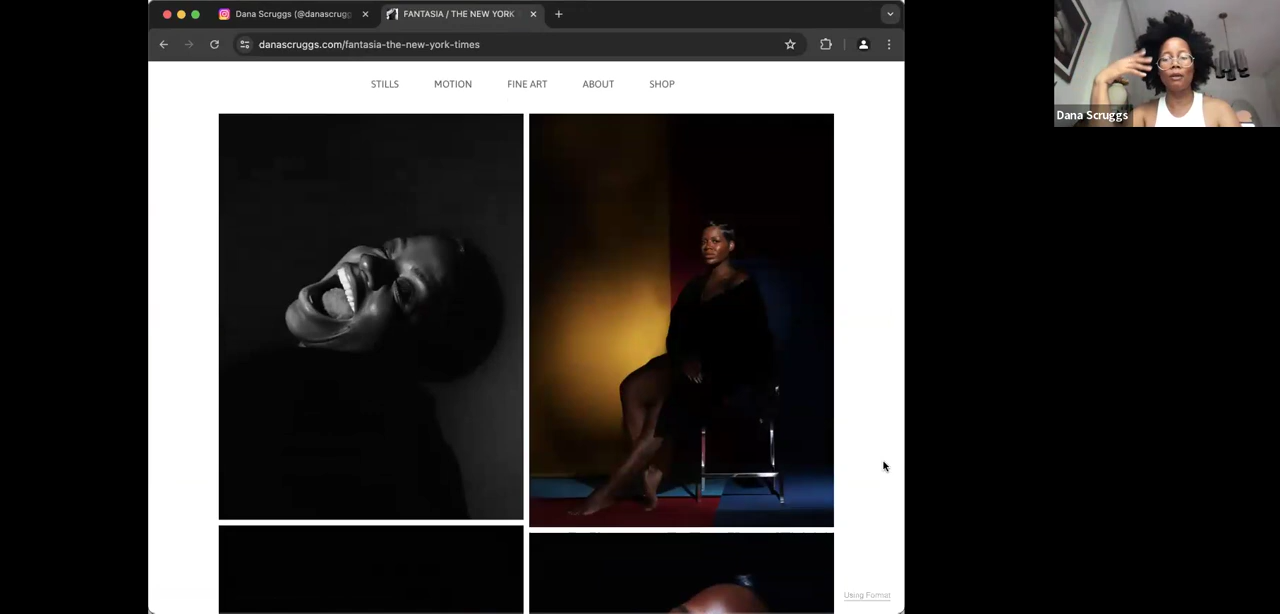 Dana Scruggs (@danascrugg
FANTASIA / THE NEW YORK
danascruggs.com/fantasia-the-new-york-times
STILLS MOTION FINE ART ABOUT SHOP
Dana Scruggs
Using Format